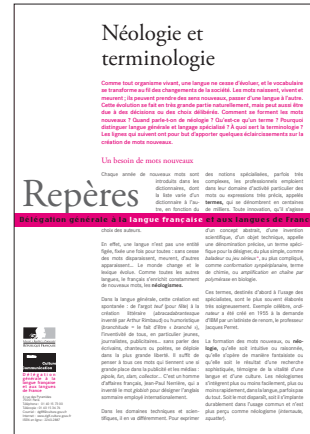 Néologie et
terminologie
Comme tout organisme vivant, une langue ne cesse d'évoluer, et le vocabulaire
se transforme au fil des changements de la société. Les mots naissent, vivent et
meurent ; ils peuvent prendre des sens nouveaux, passer d'une langue à l'autre.
Cette évolution se fait en très grande partie naturellement, mais peut aussi être
due à des décisions ou des choix délibérés. Comment se forment les mots
nouveaux ? Quand parle-t-on de néologie ? Qu'est-ce qu'un terme ? Pourquoi
distinguer langue générale et langage spécialisé ? À quoi sert la terminologie ?
Les lignes qui suivent ont pour but d'apporter quelques éclaircissements sur la
création de mots nouveaux.
Un besoin de mots nouveaux
Repères
Chaque année de nouveaux mots sont
introduits dans les
dictionnaires, dont
la liste varie d'un
dictionnaire à l'au-
tre, en fonction du
Délégation générale à la langue française et aux langues de France
choix des auteurs.
En effet, une langue n'est pas une entité
figée, fixée une fois pour toutes : sans cesse
des mots disparaissent, meurent, d'autres
apparaissent... Le monde change et le
lexique évolue. Comme toutes les autres
langues, le français s'enrichit constamment
de nouveaux mots, les néologismes.
Dans la langue générale, cette création est
spontanée : de l'argot (ouf pour fêlé) à la
création littéraire (abracadabrantesque
inventé par Arthur Rimbaud) ou humoristique
(branchitude « le fait d'être « branché »),
l'inventivité de tous, en particulier jeunes,
journalistes, publicitaires... sans parler des
écrivains, chanteurs ou poètes, se déploie
dans la plus grande liberté. Il suffit de
penser à tous ces mots qui tiennent une si
grande place dans la publicité et les médias :
pipole, fun, slam, collector... C'est un homme
d'affaires français, Jean-Paul Ferrière, qui a
inventé le mot globish pour désigner l'anglais
sommaire employé internationalement.
Dans les domaines techniques et scien-
tifiques, il en va différemment. Pour exprimer
des notions spécialisées, parfois très
complexes, les professionnels emploient
dans leur domaine d'activité particulier des
mots ou expressions très précis, appelés
termes, qui se dénombrent en centaines
de milliers. Toute innovation, qu'il s'agisse
d'un concept abstrait, d'une invention
scientifique, d'un objet technique, appelle
une dénomination précise, un terme spéci-
fique pour la désigner, du plus simple, comme
baladeur ou jeu sérieux, au plus compliqué,
comme conformation synpériplanaire, terme
de chimie, ou amplification en chaîne par
polymérase en biologie.
Ces termes, destinés d'abord à l'usage des
spécialistes, sont le plus souvent élaborés
très soigneusement. Exemple célèbre, ordi-
nateur a été créé en 1955 à la demande
d'IBM par un latiniste de renom, le professeur
Jacques Perret.
La formation des mots nouveaux, ou néo-
logie, qu'elle soit intuitive ou raisonnée,
qu'elle s'opère de manière fantaisiste ou
qu'elle soit le résultat d'une recherche
sophistiquée, témoigne de la vitalité d'une
langue et d'une culture. Les néologismes
s'intègrent plus ou moins facilement, plus ou
moins rapidement, dans la langue, parfois pas
du tout. Soit le mot disparaît, soit il s'implante
durablement dans l'usage commun et n'est
plus perçu comme néologisme (internaute,
Culture
Communication
Délégation
générale à la
langue française
et aux langues
de France